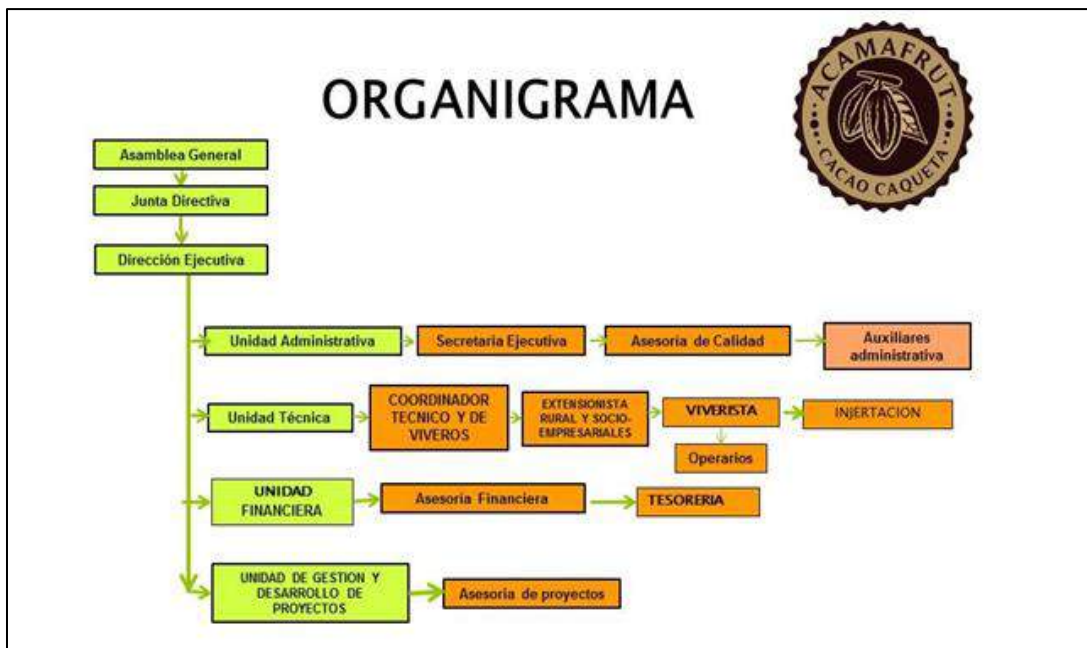 ORGANIGRAMA
ACAMAFRUT
CACAO CAQUETA
Asamblea General
Junta Directiva
Dirección Ejecutiva
Unidad Administrativa
Secretaria Ejecutiva
Asesoría de Calidad
Auxiliares
administrativa
Unidad Técnica
COORDINADOR
TECNICO Y DE
VIVEROS
EXTENSIONISTA
RURAL Y SOCIO-
EMPRESARIALES
VIVERISTA
INJERTACION
Operarios
UNIDAD
FINANCIERA
Asesoría Financiera
TESORERIA
UNIDAD DE GESTION Y
DESARROLLO DE
PROYECTOS
Asesoria de proyectos